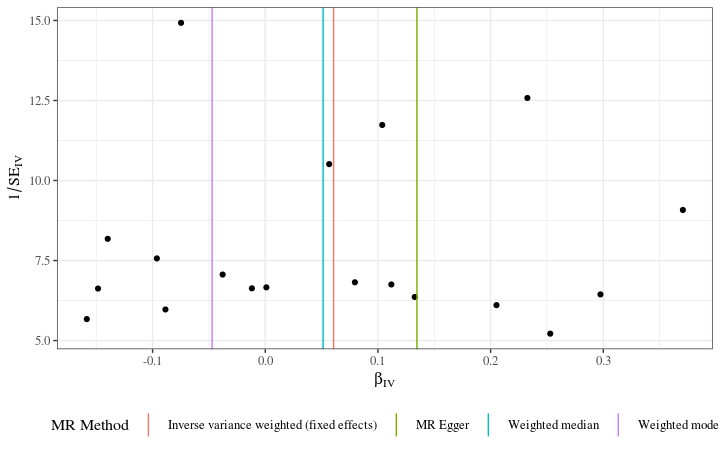 15.0
12.5
10.0
7.5
5.0
1/SE_IV
-0.1 0.0 0.1 0.2 0.3
β_IV
MR Method Inverse variance weighted (fixed effects) MR Egger Weighted median Weighted mode